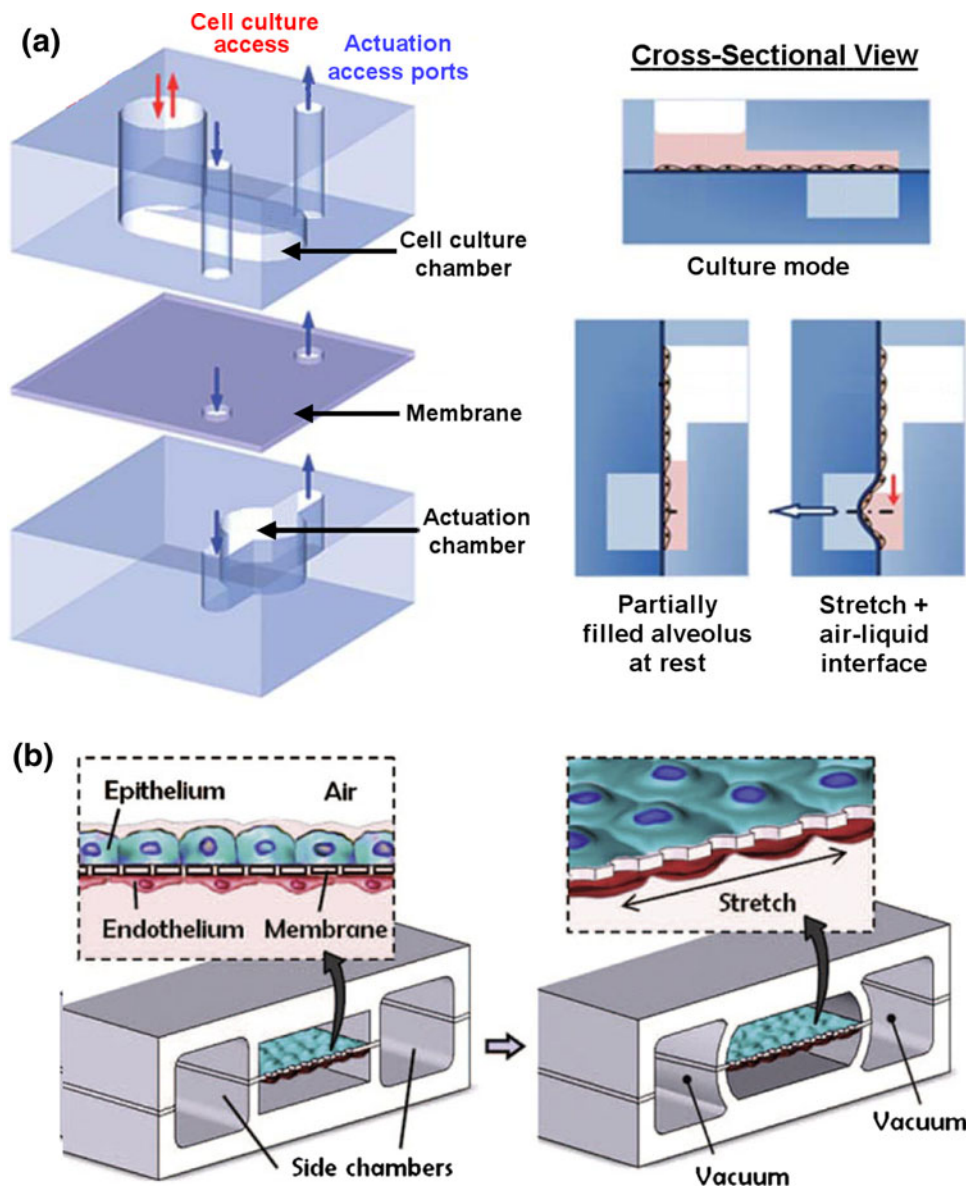 (a)
Cell culture
access
Actuation
access ports
Cell culture
chamber
Membrane
Actuation
chamber
Cross-Sectional View
Culture mode
Partially
filled alveolus
at rest
Stretch +
air-liquid
interface
(b)
Epithelium
Air
Endothelium
Membrane
Side chambers
Stretch
Vacuum
Vacuum